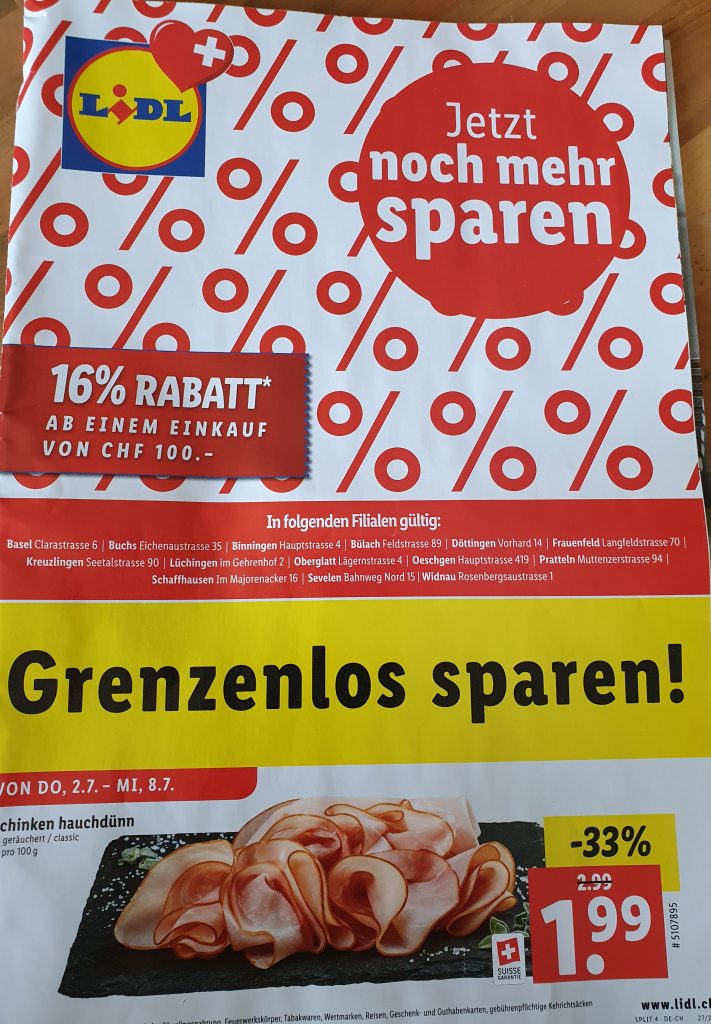 LIDL
Jetzt
noch mehr
sparen
16% RABATT*
AB EINEM EINKAUF
VON CHF 100.-
In folgenden Filialen gültig:
Basel Clarastrasse 6 | Buchs Eichenaustrasse 35 | Binningen Hauptstrasse 4 | Bülach Feldstrasse 89 | Döttingen Vorhard 14 | Frauenfeld Langfeldstrasse 70 |
Kreuzlingen Seetalstrasse 90 | Lüchingen im Gehrenhof 2 | Oberglatt Lägernstrasse 4 | Oeschgen Hauptstrasse 419 | Pratteln Muttenzerstrasse 94 |
Schaffhausen Im Majorenacker 16 | Sevelen Bahnweg Nord 15 | Widnau Rosenbergsaustrasse 1
Grenzenlos sparen!
VON DO, 2.7. – MI, 8.7.
chinken hauchdünn
geräuchert / classic
pro 100 g
-33%
2.99
1.99
# 5107895
SUISSE
GARANTIE
Feuerwerkskörper, Tabakwaren, Wertmarken, Reisen, Geschenk- und Guthabenkarten, gebührenpflichtige Kehrichtsäcken
www.lidl.c
SPLIT 4 · DE-CH 27/2